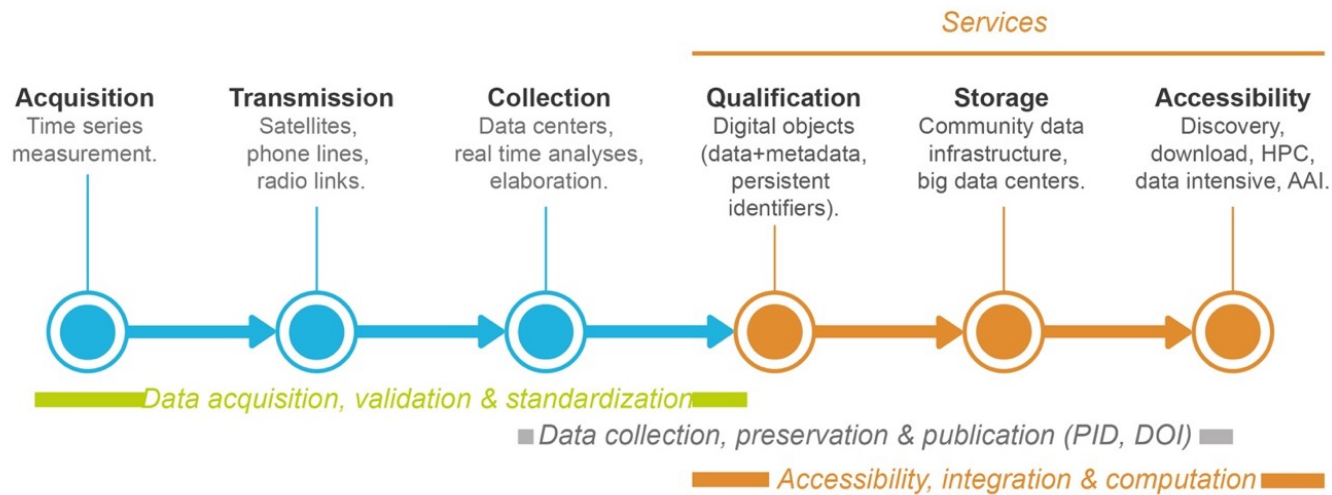 Services
Acquisition
Time series
measurement.
Transmission
Satellites,
phone lines,
radio links.
Collection
Data centers,
real time analyses,
elaboration.
Qualification
Digital objects
(data+metadata,
persistent
identifiers).
Storage
Community data
infrastructure,
big data centers.
Accessibility
Discovery,
download, HPC,
data intensive, AAI.
Data acquisition, validation & standardization
Data collection, preservation & publication (PID, DOI)
Accessibility, integration & computation